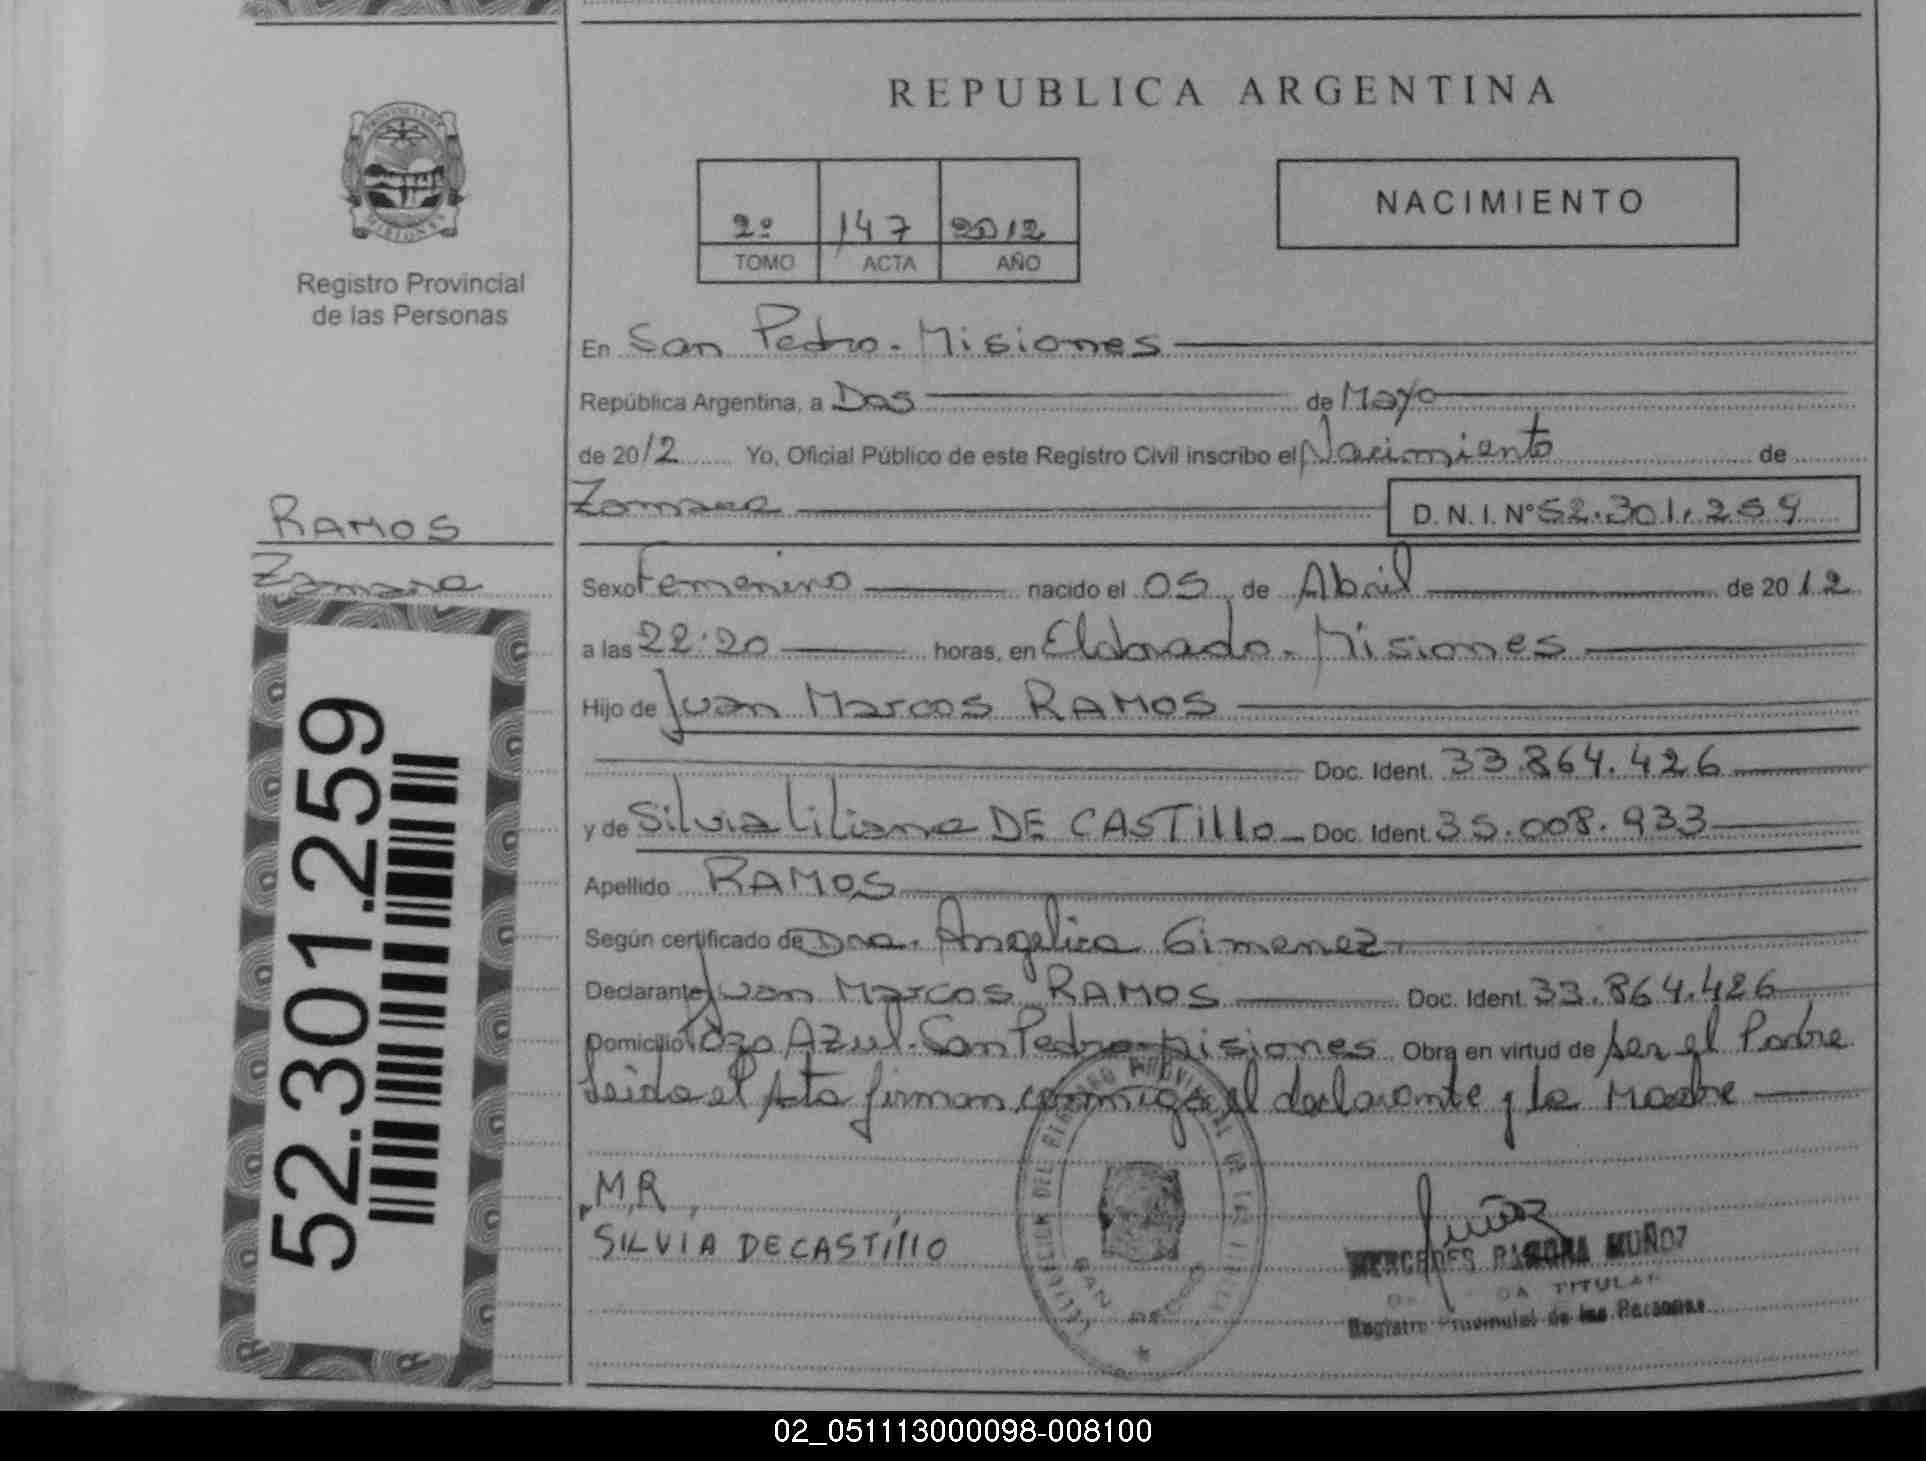 REPUBLICA ARGENTINA
2º 147 2012
TOMO ACTA AÑO
NACIMIENTO
Registro Provincial
de las Personas
En San Pedro - Misiones
República Argentina, a Dos de Mayo
de 2012 Yo, Oficial Público de este Registro Civil inscribo el Nacimiento de
RAMOS
Zamara
Zamara D. N. I. Nº 52.301.259
Sexo Femenino nacido el 05 de Abril de 2012
a las 22:20 horas, en Eldorado - Misiones
Hijo de Juan Marcos RAMOS
Doc. Ident. 33.864.426
y de Silvia Liliana DE CASTILLO - Doc. Ident. 35.008.933
Apellido RAMOS
Según certificado de Dra. Angelica Gimenez
Declarante Juan Marcos RAMOS Doc. Ident. 33.864.426
Domicilio Pozo Azul - San Pedro - Misiones Obra en virtud de ser el Padre
Leida el Acta firman conmigo el declarante y la Madre
52.301.259
M.R
SILVIA DECASTILLO
SAN PEDRO
Muñoz
MERCEDES RAMONA MUÑOZ
TITULAR
Registro Provincial de las Personas
02_051113000098-008100